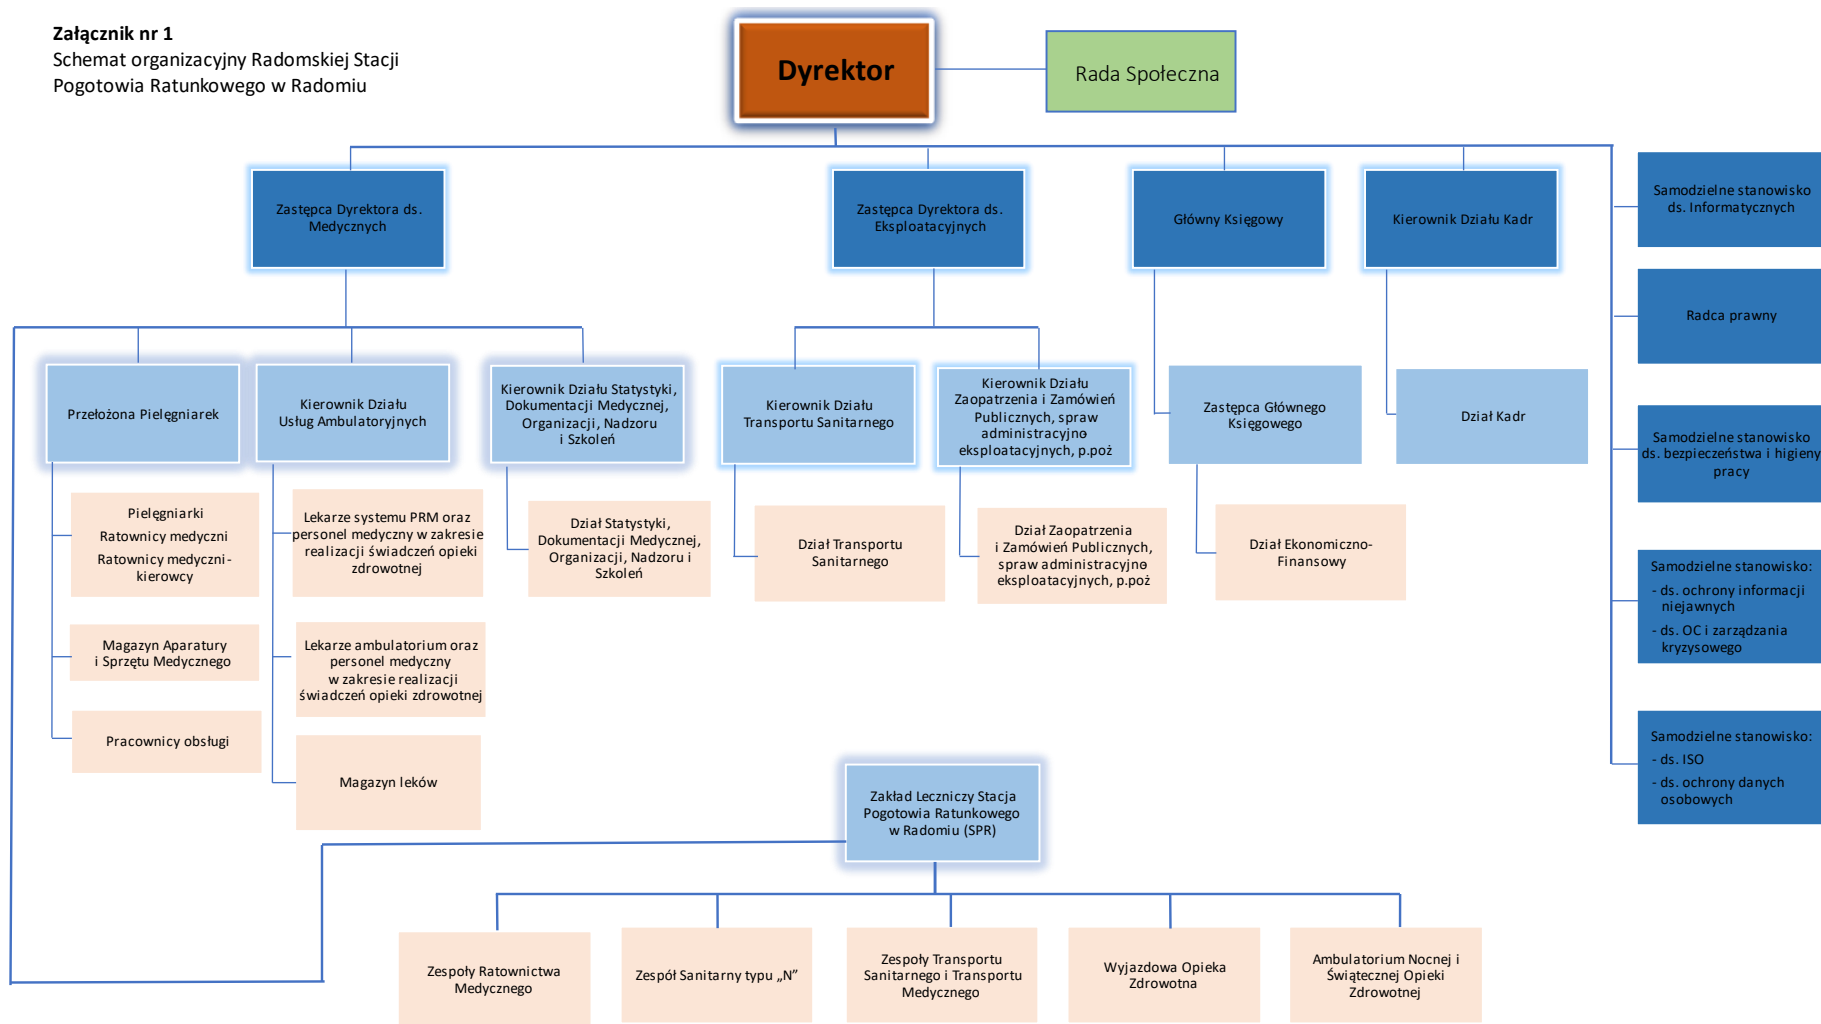 Załącznik nr 1
Schemat organizacyjny Radomskiej Stacji
Pogotowia Ratunkowego w Radomiu
Dyrektor
Rada Społeczna
Zastępca Dyrektora ds.
Medycznych
Zastępca Dyrektora ds.
Eksploatacyjnych
Główny Księgowy
Kierownik Działu Kadr
Samodzielne stanowisko
ds. Informatycznych
Radca prawny
Samodzielne stanowisko
ds. bezpieczeństwa i higieny
pracy
Samodzielne stanowisko:
- ds. ochrony informacji
niejawnych
- ds. OC i zarządzania
kryzysowego
Samodzielne stanowisko:
- ds. ISO
- ds. ochrony danych
osobowych
Przełożona Pielęgniarek
Kierownik Działu
Usług Ambulatoryjnych
Kierownik Działu Statystyki,
Dokumentacji Medycznej,
Organizacji, Nadzoru
i Szkoleń
Kierownik Działu
Transportu Sanitarnego
Kierownik Działu
Zaopatrzenia i Zamówień
Publicznych, spraw
administracyjno-
eksploatacyjnych, p.poż
Zastępca Głównego
Księgowego
Dział Kadr
Pielęgniarki
Ratownicy medyczni
Ratownicy medyczni-
kierowcy
Magazyn Aparatury
i Sprzętu Medycznego
Pracownicy obsługi
Lekarze systemu PRM oraz
personel medyczny w zakresie
realizacji świadczeń opieki
zdrowotnej
Lekarze ambulatorium oraz
personel medyczny
w zakresie realizacji
świadczeń opieki zdrowotnej
Magazyn leków
Dział Statystyki,
Dokumentacji Medycznej,
Organizacji, Nadzoru i
Szkoleń
Dział Transportu
Sanitarnego
Dział Zaopatrzenia
i Zamówień Publicznych,
spraw administracyjno-
eksploatacyjnych, p.poż
Dział Ekonomiczno-
Finansowy
Zakład Leczniczy Stacja
Pogotowia Ratunkowego
w Radomiu (SPR)
Zespoły Ratownictwa
Medycznego
Zespół Sanitarny typu „N”
Zespoły Transportu
Sanitarnego i Transportu
Medycznego
Wyjazdowa Opieka
Zdrowotna
Ambulatorium Nocnej i
Świątecznej Opieki
Zdrowotnej